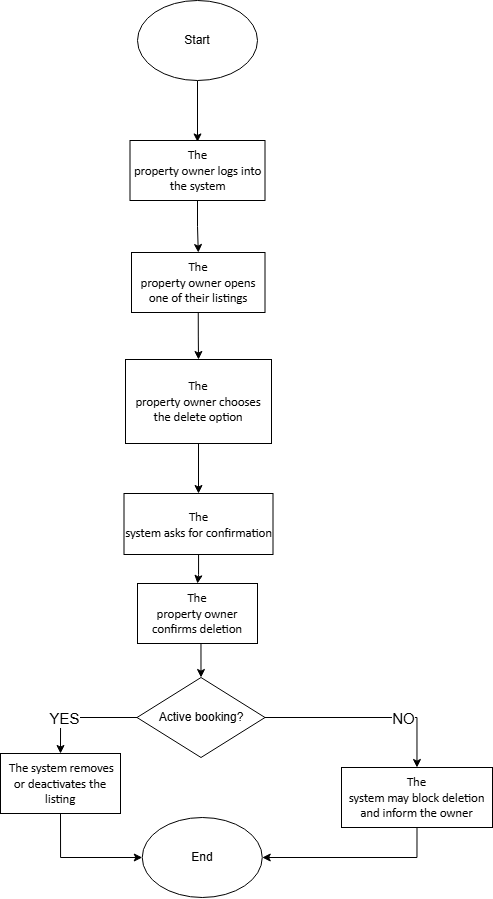 Start
The
property owner logs into
the system
The
property owner opens
one of their listings
The
property owner chooses
the delete option
The
system asks for confirmation
The
property owner
confirms deletion
Active booking?
YES
NO
The system removes
or deactivates the
listing
The
system may block deletion
and inform the owner
End